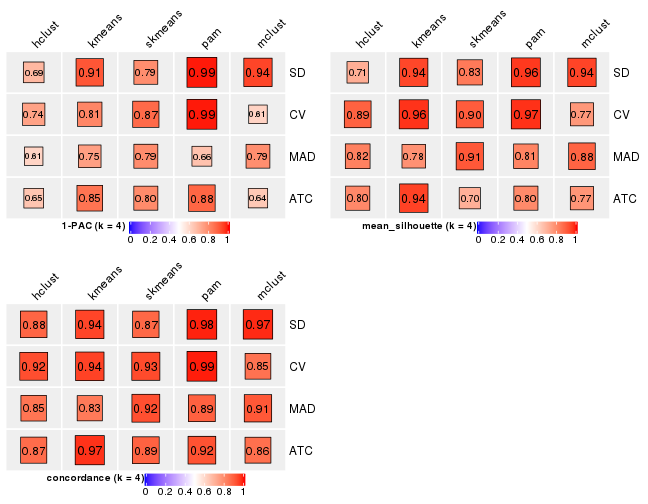 hclust kmeans skmeans pam mclust
0.69 0.91 0.79 0.99 0.94 SD
0.74 0.81 0.87 0.99 0.61 CV
0.61 0.75 0.79 0.66 0.79 MAD
0.65 0.85 0.80 0.88 0.64 ATC
1-PAC (k = 4)
0 0.2 0.4 0.6 0.8 1
hclust kmeans skmeans pam mclust
0.71 0.94 0.83 0.96 0.94 SD
0.89 0.96 0.90 0.97 0.77 CV
0.82 0.78 0.91 0.81 0.88 MAD
0.80 0.94 0.70 0.80 0.77 ATC
mean_silhouette (k = 4)
0 0.2 0.4 0.6 0.8 1
hclust kmeans skmeans pam mclust
0.88 0.94 0.87 0.98 0.97 SD
0.92 0.94 0.93 0.99 0.85 CV
0.85 0.83 0.92 0.89 0.91 MAD
0.87 0.97 0.89 0.92 0.86 ATC
concordance (k = 4)
0 0.2 0.4 0.6 0.8 1